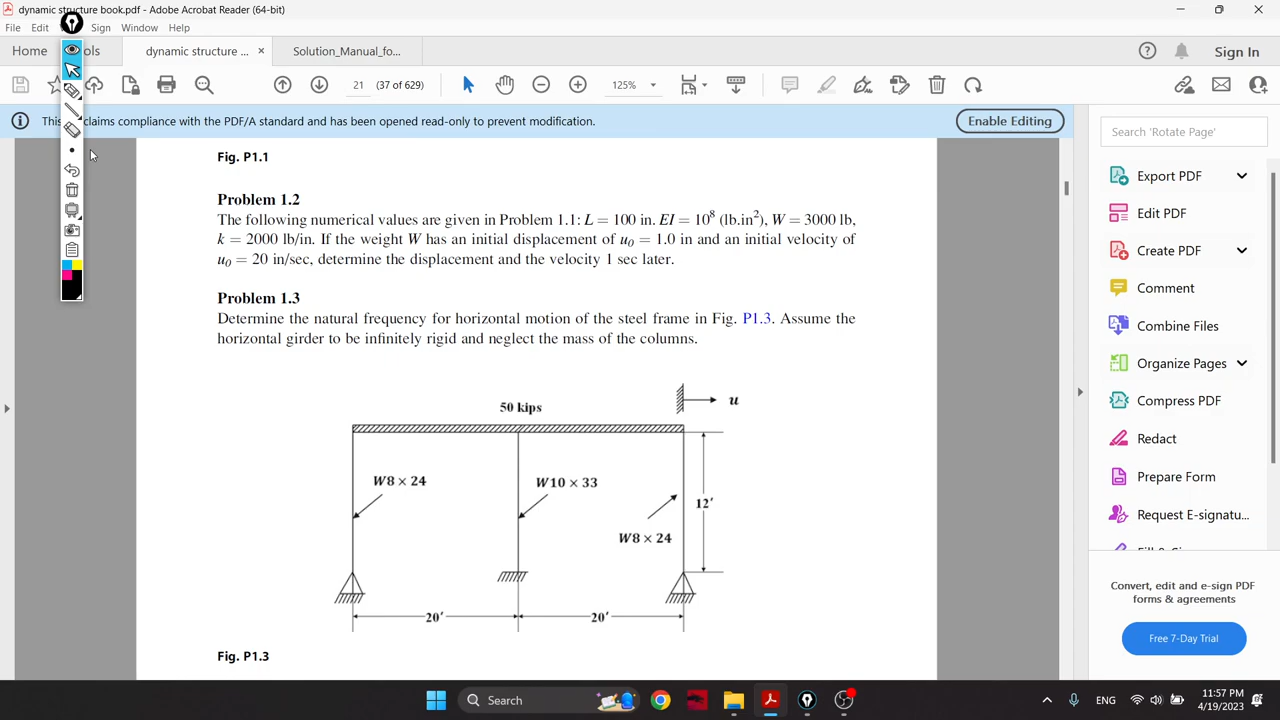 dynamic structure book.pdf - Adobe Acrobat Reader (64-bit)
File Edit Sign Window Help
Home ols dynamic structure ... × Solution_Manual_fo... Sign In
21 (37 of 629) 125%
This claims compliance with the PDF/A standard and has been opened read-only to prevent modification. Enable Editing
Fig. P1.1
Problem 1.2
The following numerical values are given in Problem 1.1: L = 100 in. EI = 10⁸ (lb.in²), W = 3000 lb,
k = 2000 lb/in. If the weight W has an initial displacement of u₀ = 1.0 in and an initial velocity of
u₀ = 20 in/sec, determine the displacement and the velocity 1 sec later.
Problem 1.3
Determine the natural frequency for horizontal motion of the steel frame in Fig. P1.3. Assume the
horizontal girder to be infinitely rigid and neglect the mass of the columns.
50 kips
u
W8 × 24
W10 × 33
12'
W8 × 24
20'
20'
Fig. P1.3
Search 'Rotate Page'
Export PDF
Edit PDF
Create PDF
Comment
Combine Files
Organize Pages
Compress PDF
Redact
Prepare Form
Request E-signatu...
Convert, edit and e-sign PDF
forms & agreements
Free 7-Day Trial
Search
ENG
11:57 PM
4/19/2023